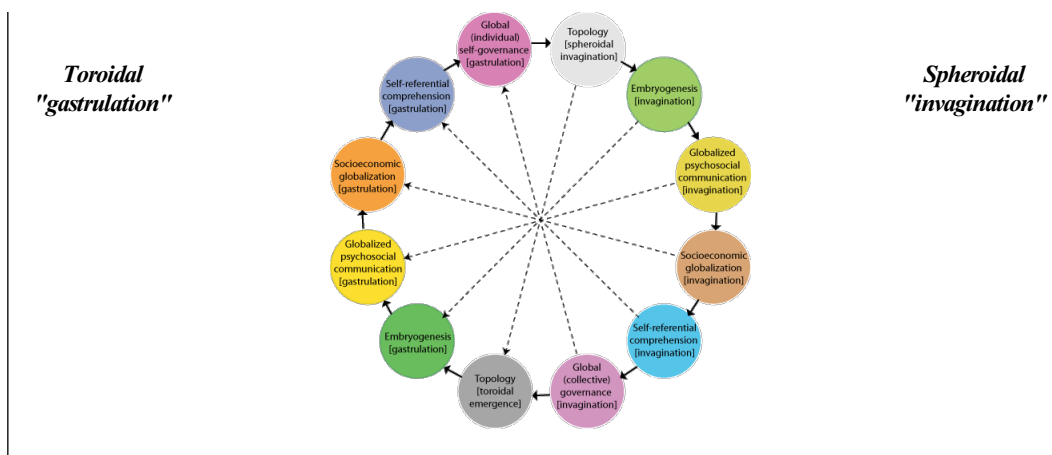 Toroidal
"gastrulation"
Spheroidal
"invagination"
Global
(individual)
self-governance
[gastrulation]
Topology
[spheroidal
invagination]
Embryogenesis
[invagination]
Globalized
psychosocial
communication
[invagination]
Socioeconomic
globalization
[invagination]
Self-referential
comprehension
[invagination]
Global
(collective)
governance
[invagination]
Topology
[toroidal
emergence]
Embryogenesis
[gastrulation]
Globalized
psychosocial
communication
[gastrulation]
Socioeconomic
globalization
[gastrulation]
Self-referential
comprehension
[gastrulation]